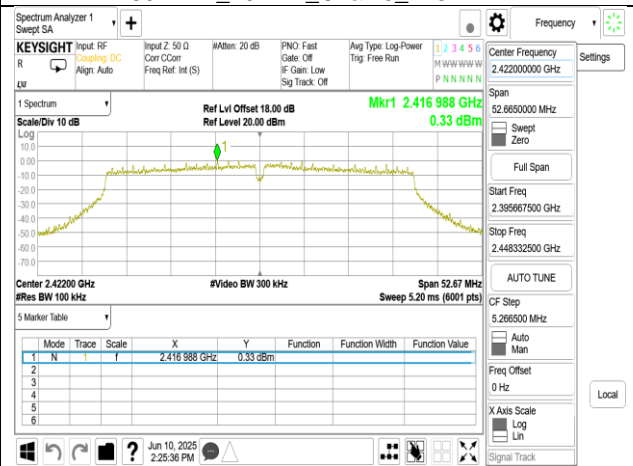 Spectrum Analyzer 1
Swept SA
Frequency
KEYSIGHT
R
Input: RF
Coupling: DC
Align: Auto
Input Z: 50 Ω
Corr CCorr
Freq Ref: Int (S)
#Atten: 20 dB
PNO: Fast
Gate: Off
IF Gain: Low
Sig Track: Off
Avg Type: Log-Power
Trig: Free Run
1 2 3 4 5 6
M W W W W W
P N N N N N
LXI
Center Frequency
2.422000000 GHz
Settings
Span
52.6650000 MHz
Swept
Zero
Full Span
Start Freq
2.395667500 GHz
Stop Freq
2.448332500 GHz
AUTO TUNE
CF Step
5.266500 MHz
Auto
Man
Freq Offset
0 Hz
X Axis Scale
Log
Lin
Signal Track
Local
1 Spectrum
Scale/Div 10 dB
Log
Ref Lvl Offset 18.00 dB
Ref Level 20.00 dBm
Mkr1 2.416 988 GHz
0.33 dBm
1
10.0
0.00
-10.0
-20.0
-30.0
-40.0
-50.0
-60.0
-70.0
Center 2.42200 GHz
#Res BW 100 kHz
#Video BW 300 kHz
Span 52.67 MHz
Sweep 5.20 ms (6001 pts)
5 Marker Table
Mode Trace Scale X Y Function Function Width Function Value
1 N 1 f 2.416 988 GHz 0.33 dBm
2
3
4
5
6
?
Jun 10, 2025
2:25:36 PM